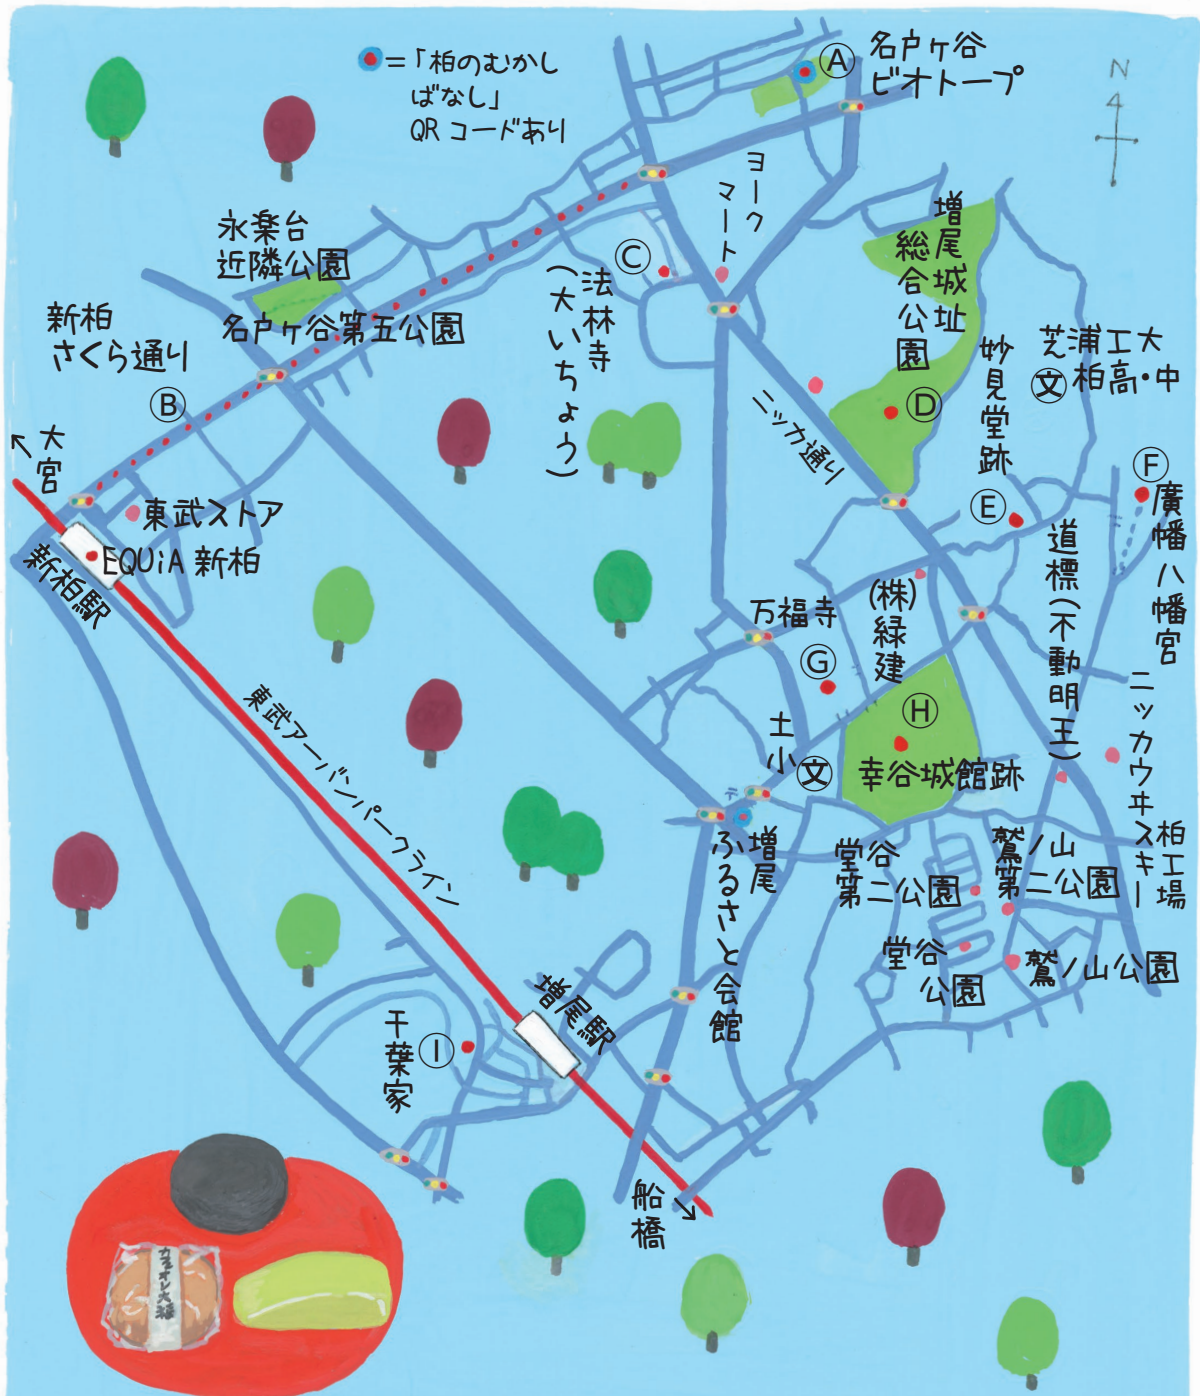 =「柏のむかし
ばなし」
QRコードあり
Ⓐ 名戸ヶ谷
ビオトープ
N
ヨーク
マート
永楽台
近隣公園
名戸ヶ谷第五公園
新柏
さくら通り
Ⓑ
Ⓒ
法林寺
(大いちょう)
増尾城址
総合公園
Ⓓ
ニッカ通り
妙見堂跡
Ⓔ
芝浦工大
文 柏高・中
Ⓕ
廣幡八幡宮
大宮
東武ストア
EQUiA 新柏
新柏駅
道標(不動明王)
(株)緑建
万福寺
Ⓖ
Ⓗ
幸谷城館跡
土小
文
ニッカウヰスキー
柏工場
東武アーバンパークライン
増尾
ふるさと会館
堂谷
第二公園
鷲ノ山
第二公園
堂谷
公園
鷲ノ山公園
増尾駅
千葉家
Ⓘ
船橋
カフェオレ大福